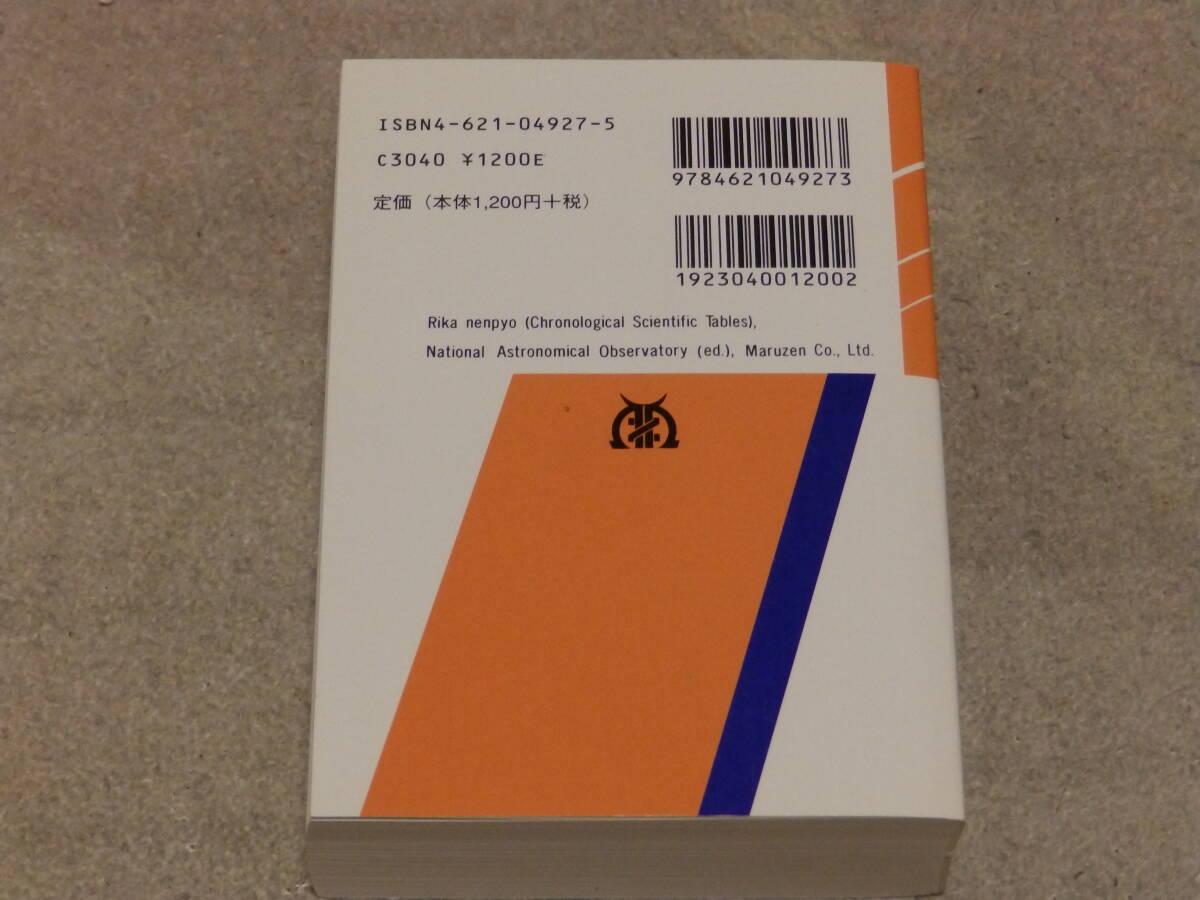 ISBN4-621-04927-5
C3040 ¥1200E
定価（本体1,200円+税）
9784621049273
1923040012002
Rika nenpyo (Chronological Scientific Tables),
National Astronomical Observatory (ed.), Maruzen Co., Ltd.